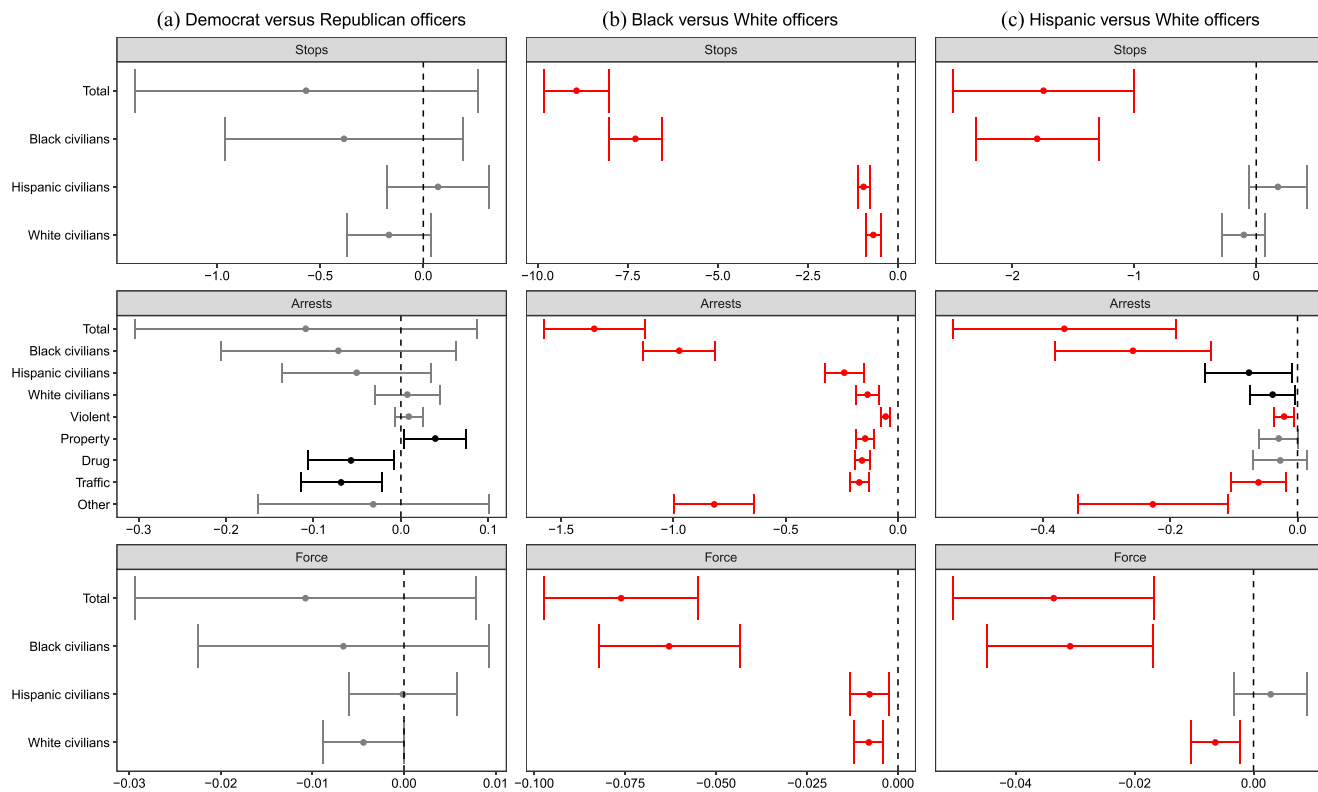 (a) Democrat versus Republican officers
(b) Black versus White officers
(c) Hispanic versus White officers
Stops
Stops
Stops
Total
Black civilians
Hispanic civilians
White civilians
−1.0 −0.5 0.0
−10.0 −7.5 −5.0 −2.5 0.0
−2 −1 0
Arrests
Arrests
Arrests
Total
Black civilians
Hispanic civilians
White civilians
Violent
Property
Drug
Traffic
Other
−0.3 −0.2 −0.1 0.0 0.1
−1.5 −1.0 −0.5 0.0
−0.4 −0.2 0.0
Force
Force
Force
Total
Black civilians
Hispanic civilians
White civilians
−0.03 −0.02 −0.01 0.00 0.01
−0.100 −0.075 −0.050 −0.025 0.000
−0.04 −0.02 0.00